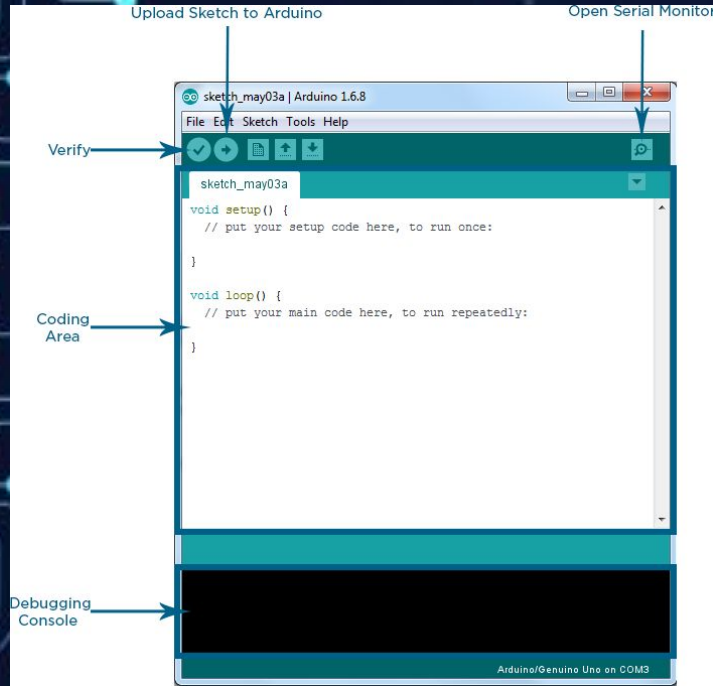 Upload Sketch to Arduino
Open Serial Monitor
sketch_may03a | Arduino 1.6.8
File Edit Sketch Tools Help
Verify
sketch_may03a
void setup() {
// put your setup code here, to run once:
}
void loop() {
// put your main code here, to run repeatedly:
}
Coding
Area
Debugging
Console
Arduino/Genuino Uno on COM3